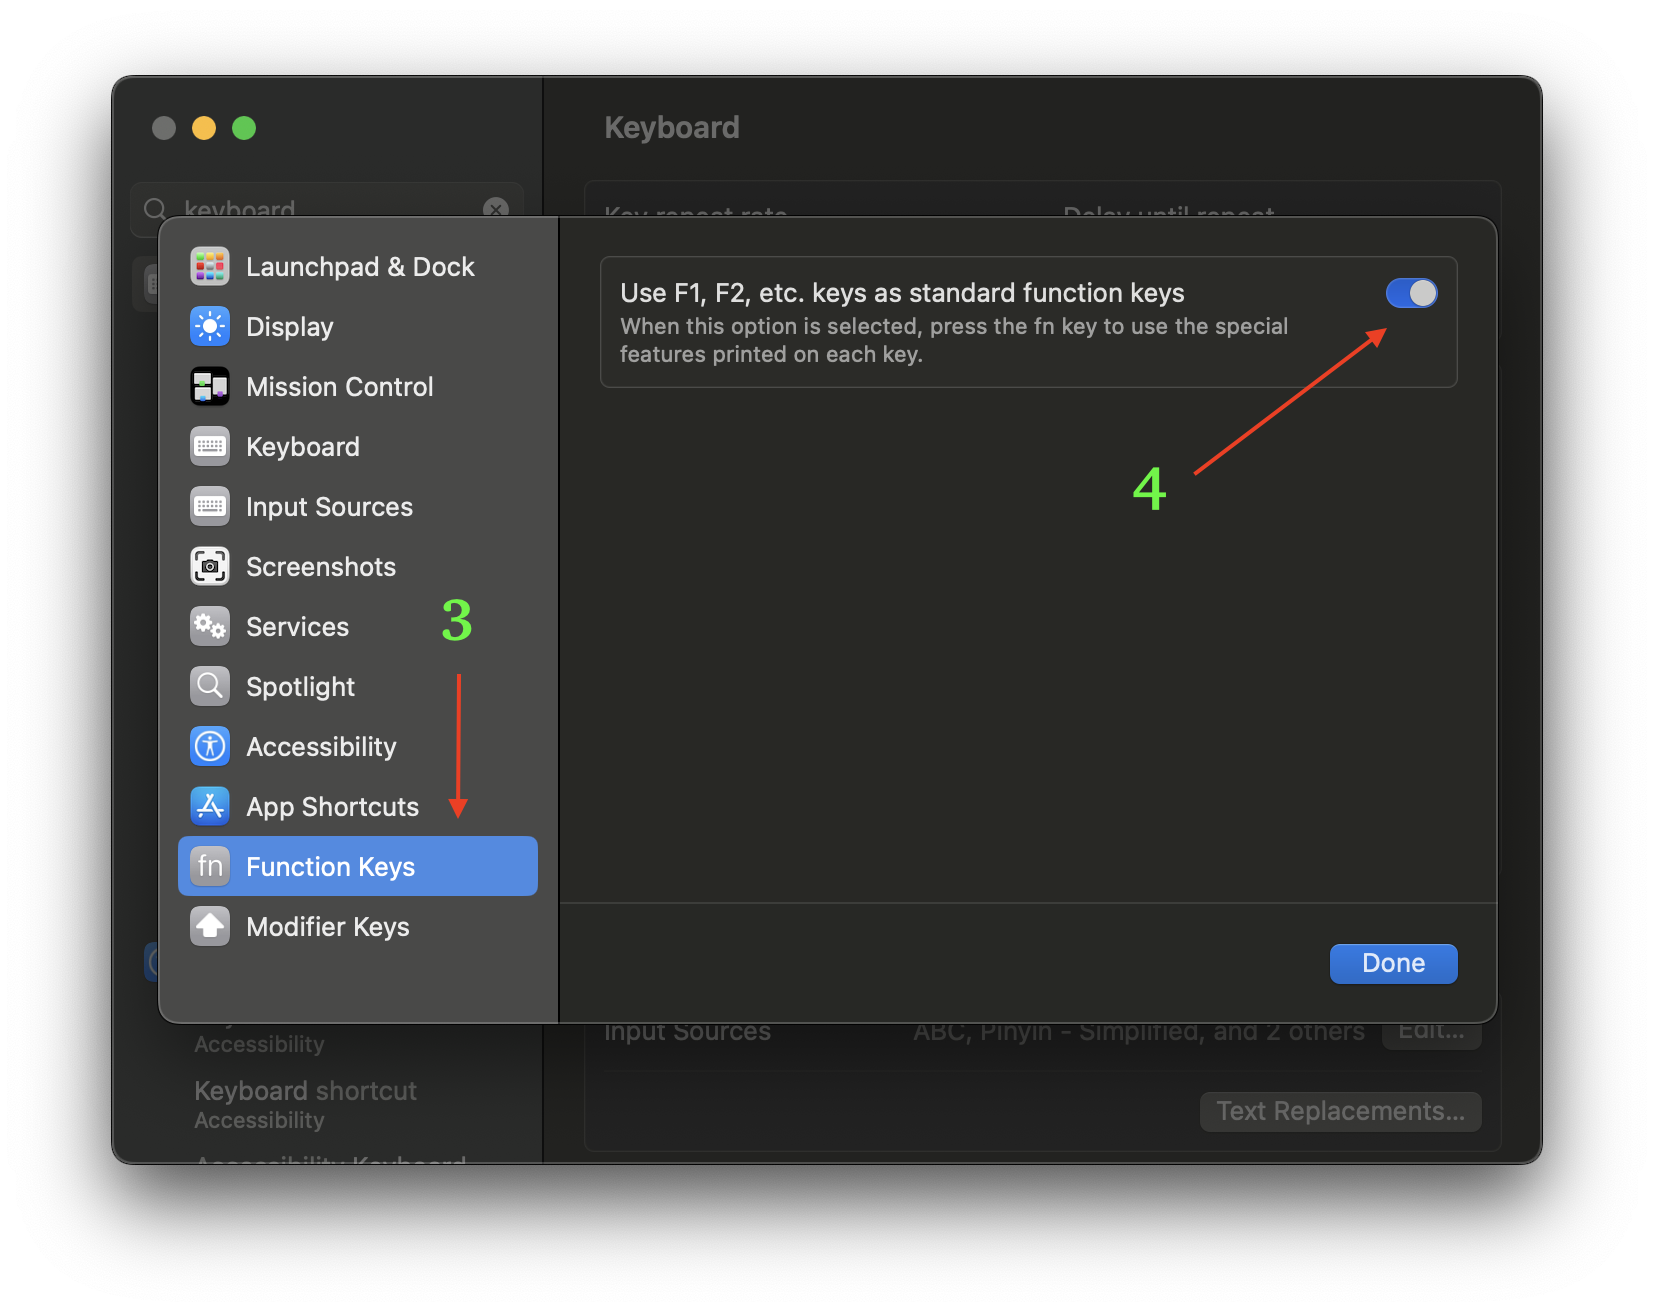 Keyboard
keyboard
Key repeat rate
Delay until repeat
Launchpad & Dock
Display
Mission Control
Keyboard
Input Sources
Screenshots
Services
Spotlight
Accessibility
App Shortcuts
fn Function Keys
Modifier Keys
3
Use F1, F2, etc. keys as standard function keys
When this option is selected, press the fn key to use the special
features printed on each key.
4
Done
Input Sources
ABC, Pinyin - Simplified, and 2 others
Edit...
Text Replacements...
Accessibility
Keyboard shortcut
Accessibility
Accessibility Keyboard